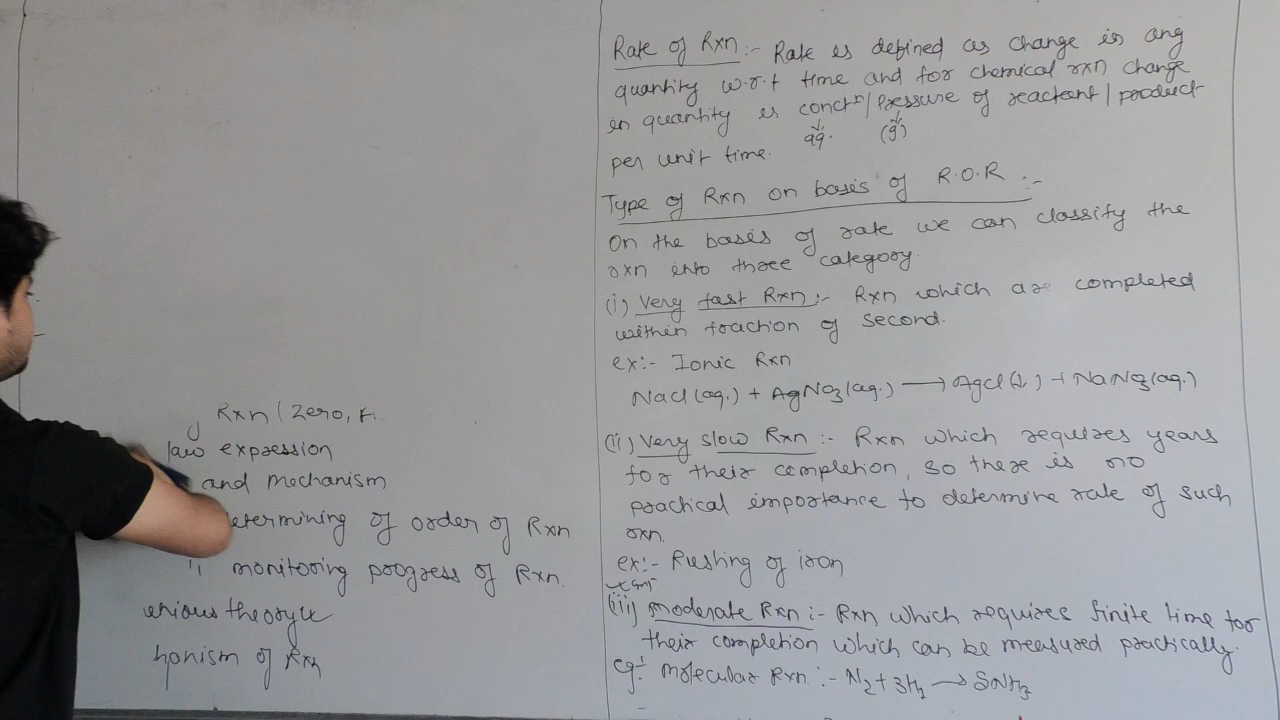 Rxn (Zero,
law expession
and mechanism
etermining of order of Rxn
monitoring progress of Rxn.
hanism of Rxn
Rate of Rxn :- Rate is defined as change in any
quantity w.r.t time and for chemical rxn change
in quantity is concn/pressure of reactant/product
aq. (g)
per unit time.
Type of Rxn on basis of R.O.R :-
On the basis of rate we can classify the
rxn into three category.
(i) Very fast Rxn :- Rxn which are completed
within fraction of second.
ex:- Ionic Rxn
NaCl(aq.) + AgNO3(aq.) → AgCl(s) + NaNO3(aq.)
(ii) Very slow Rxn :- Rxn which requires years
for their completion, so there is no
practical importance to determine rate of such
rxn.
ex:- Rusting of iron
(iii) moderate Rxn :- Rxn which requires finite time for
their completion which can be measured practically.
eg:- molecular Rxn :- N2 + 3H2 → 2NH3